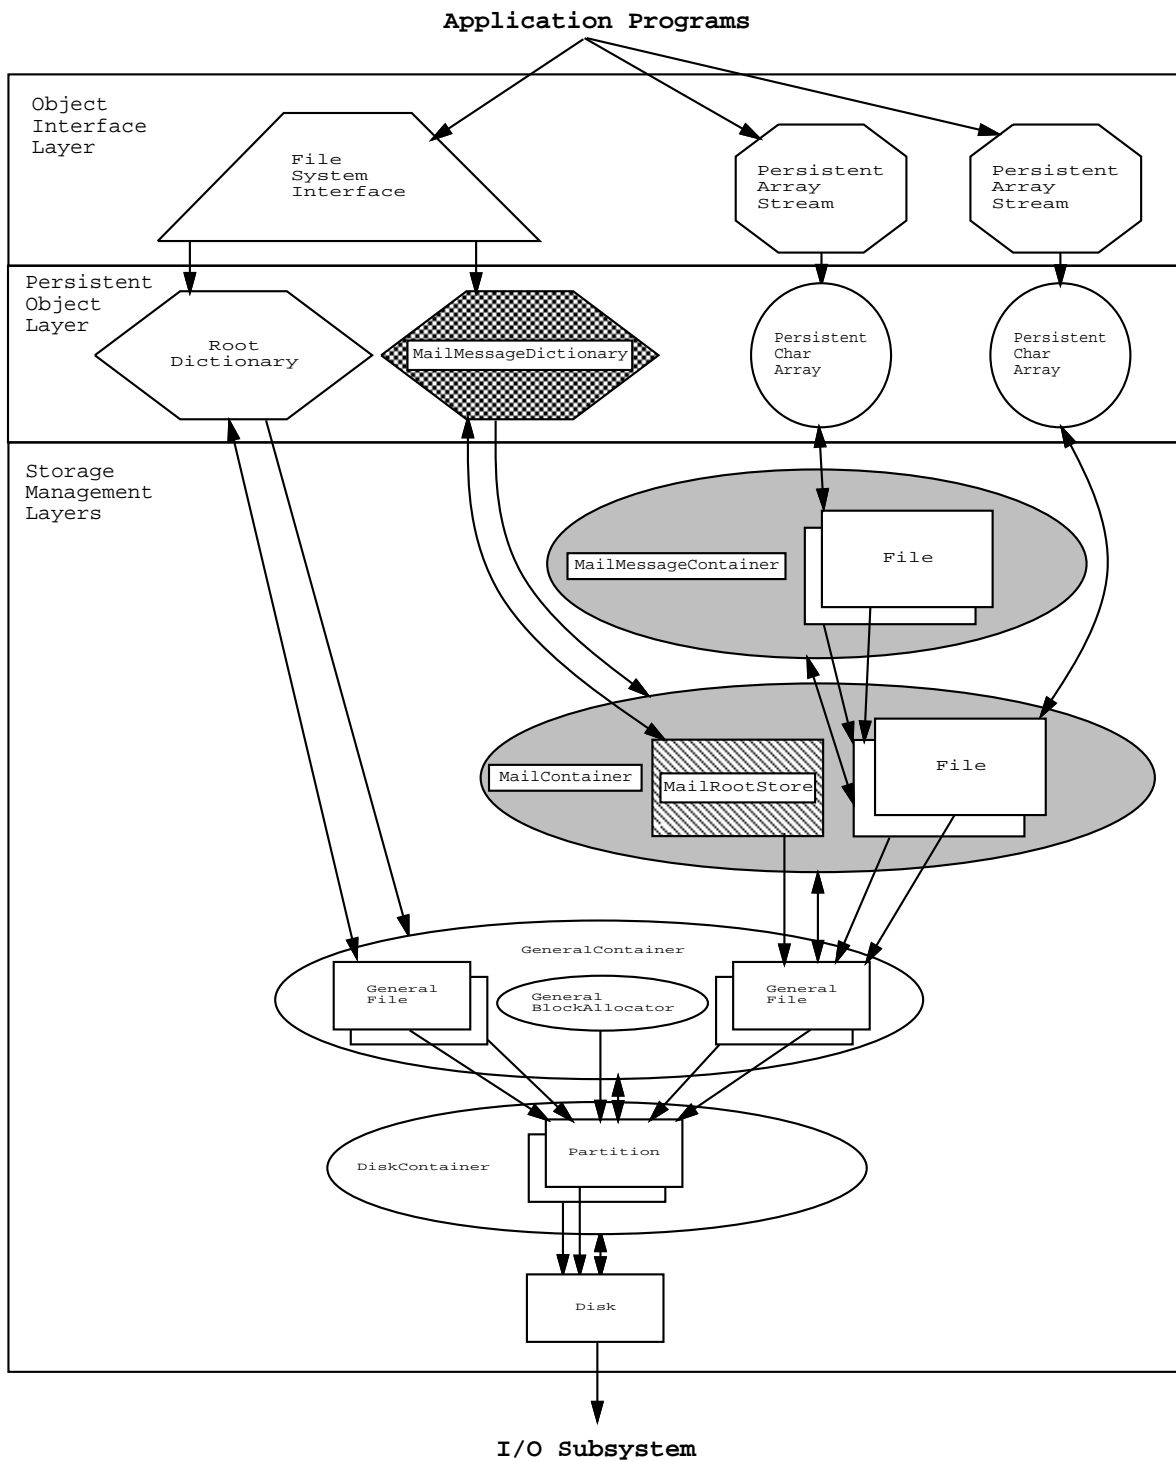 Application Programs
Object
Interface
Layer
File
System
Interface
Persistent
Array
Stream
Persistent
Array
Stream
Persistent
Object
Layer
Root
Dictionary
MailMessageDictionary
Persistent
Char
Array
Persistent
Char
Array
Storage
Management
Layers
MailMessageContainer
File
MailContainer
MailRootStore
File
GeneralContainer
General
File
General
BlockAllocator
General
File
DiskContainer
Partition
Disk
I/O Subsystem